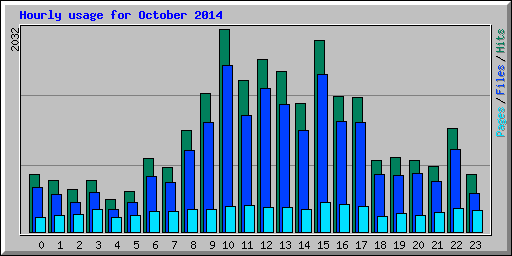 Hourly usage for October 2014
2032
Pages/Files/Hits
0 1 2 3 4 5 6 7 8 9 10 11 12 13 14 15 16 17 18 19 20 21 22 23